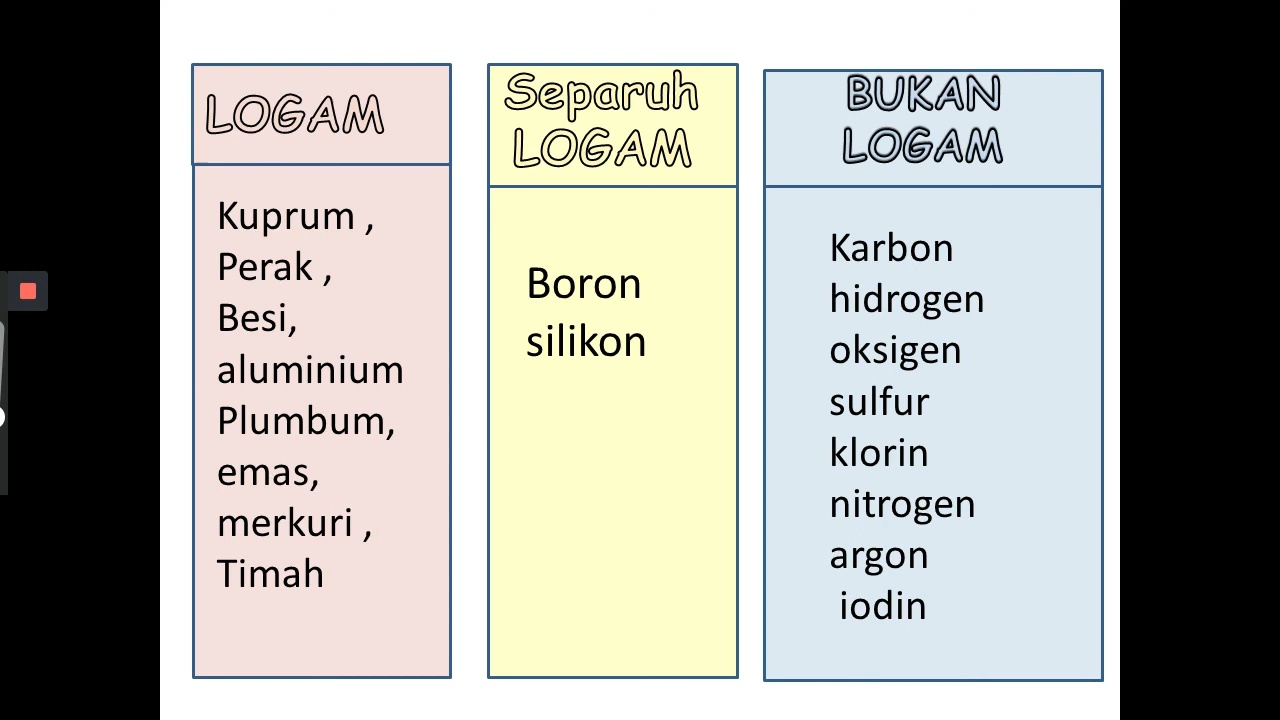 LOGAM
Kuprum ,
Perak ,
Besi,
aluminium
Plumbum,
emas,
merkuri ,
Timah
Separuh
LOGAM
Boron
silikon
BUKAN
LOGAM
Karbon
hidrogen
oksigen
sulfur
klorin
nitrogen
argon
iodin